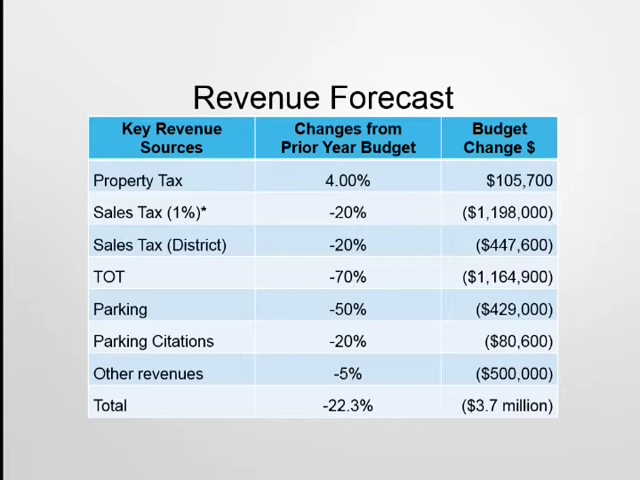 Revenue Forecast
Key Revenue Sources Changes from Prior Year Budget Budget Change $
Property Tax 4.00% $105,700
Sales Tax (1%)* -20% ($1,198,000)
Sales Tax (District) -20% ($447,600)
TOT -70% ($1,164,900)
Parking -50% ($429,000)
Parking Citations -20% ($80,600)
Other revenues -5% ($500,000)
Total -22.3% ($3.7 million)